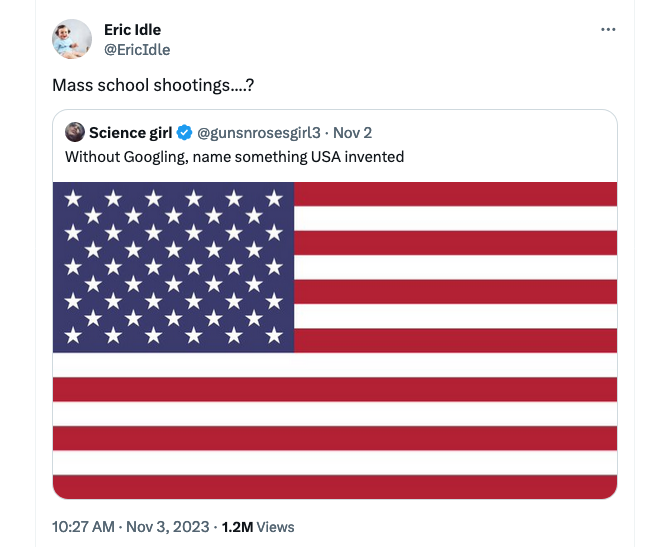 Eric Idle
@EricIdle
Mass school shootings....?
Science girl @gunsnrosesgirl3 · Nov 2
Without Googling, name something USA invented
10:27 AM · Nov 3, 2023 · 1.2M Views